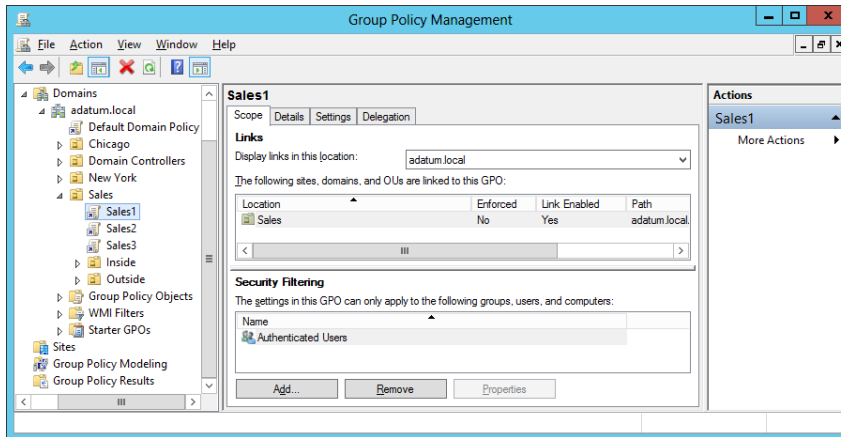 Group Policy Management
File Action View Window Help
Domains
adatum.local
Default Domain Policy
Chicago
Domain Controllers
New York
Sales
Sales1
Sales2
Sales3
Inside
Outside
Group Policy Objects
WMI Filters
Starter GPOs
Sites
Group Policy Modeling
Group Policy Results
Sales1
Scope Details Settings Delegation
Links
Display links in this location: adatum.local
The following sites, domains, and OUs are linked to this GPO:
Location Enforced Link Enabled Path
Sales No Yes adatum.local.
Security Filtering
The settings in this GPO can only apply to the following groups, users, and computers:
Name
Authenticated Users
Add... Remove Properties
Actions
Sales1
More Actions